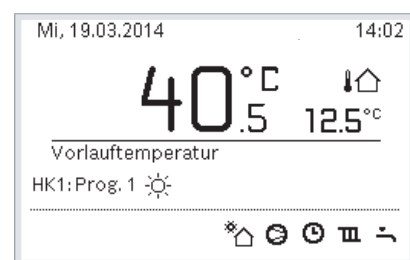 Mi, 19.03.2014 14:02
40.5 °C 12.5°C
Vorlauftemperatur
HK1: Prog. 1